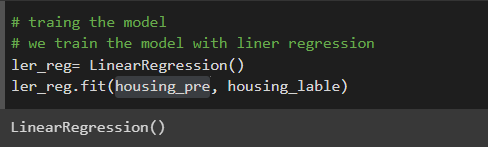 # traing the model
# we train the model with liner regression
ler_reg= LinearRegression()
ler_reg.fit(housing_pre, housing_lable)
LinearRegression()